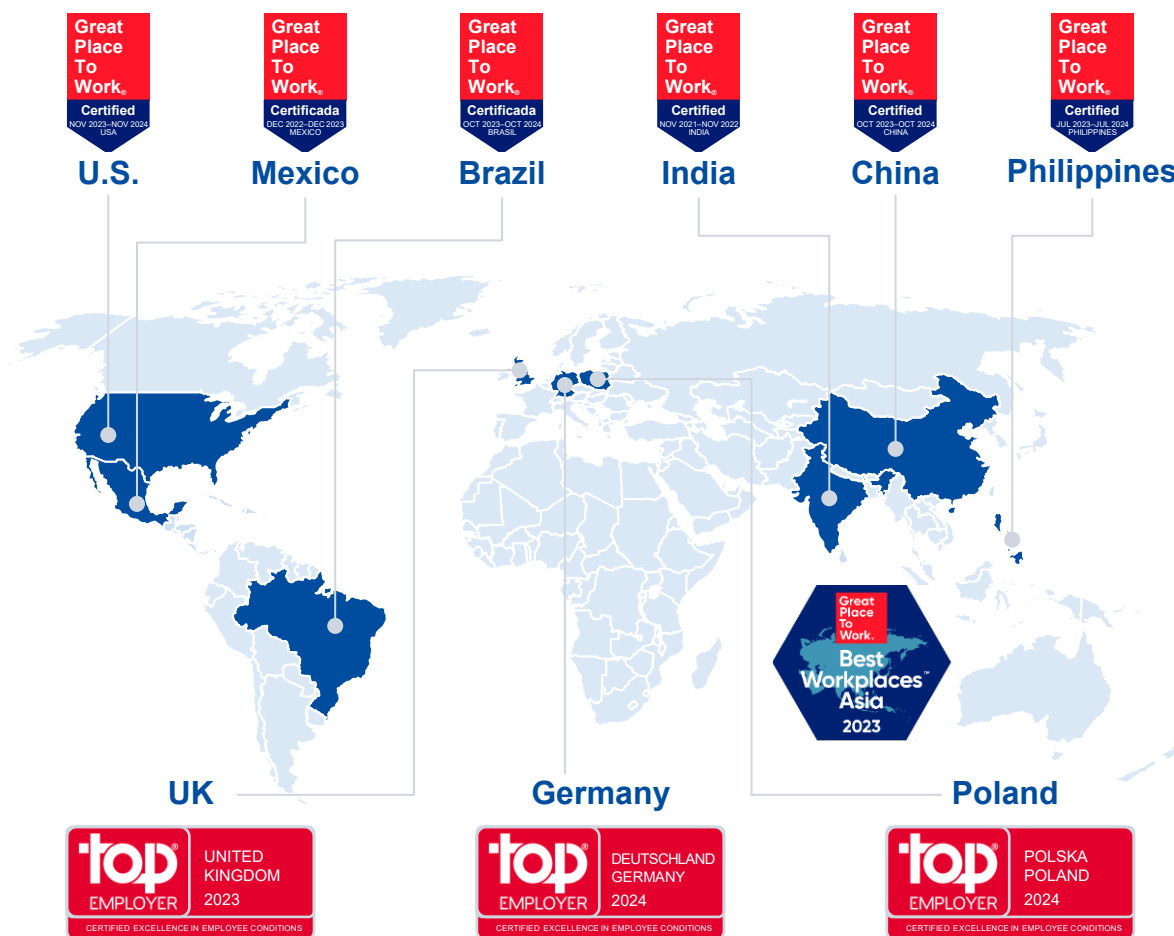 Great
Place
To
Work®
Certified
NOV 2023–NOV 2024
USA
U.S.
Great
Place
To
Work®
Certificada
DEC 2022–DEC 2023
MEXICO
Mexico
Great
Place
To
Work®
Certificada
OCT 2023–OCT 2024
BRASIL
Brazil
Great
Place
To
Work®
Certified
NOV 2021–NOV 2022
INDIA
India
Great
Place
To
Work®
Certified
OCT 2023–OCT 2024
CHINA
China
Great
Place
To
Work®
Certified
JUL 2023–JUL 2024
PHILIPPINES
Philippines
Great
Place
To
Work®
Best
Workplaces™
Asia
2023
UK
top®
EMPLOYER
UNITED
KINGDOM
2023
CERTIFIED EXCELLENCE IN EMPLOYEE CONDITIONS
Germany
top®
EMPLOYER
DEUTSCHLAND
GERMANY
2024
CERTIFIED EXCELLENCE IN EMPLOYEE CONDITIONS
Poland
top®
EMPLOYER
POLSKA
POLAND
2024
CERTIFIED EXCELLENCE IN EMPLOYEE CONDITIONS